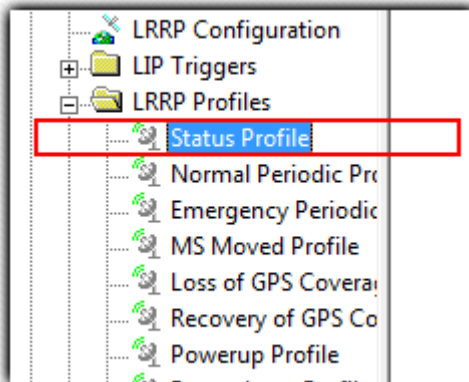 LRRP Configuration
LIP Triggers
LRRP Profiles
Status Profile
Normal Periodic Pro
Emergency Periodic
MS Moved Profile
Loss of GPS Covera
Recovery of GPS Co
Powerup Profile